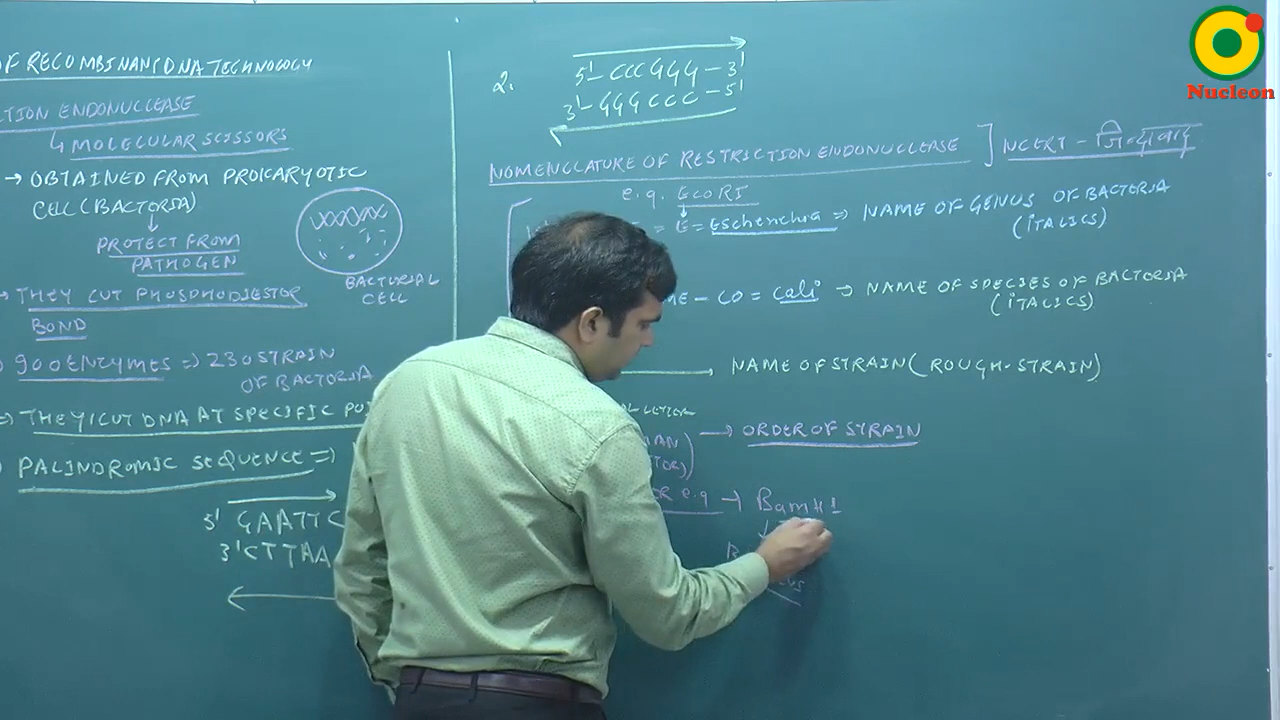 OF RECOMBINANT DNA TECHNOLOGY
TION ENDONUCLEASE
↳ MOLECULAR SCISSORS
→ OBTAINED FROM PROKARYOTIC
CELL (BACTERIA)
↓
PROTECT FROM
PATHOGEN
BACTORIAL
CELL
→ THEY CUT PHOSPHODIESTOR
BOND
900 ENZYMES => 230 STRAIN
OF BACTERIA
=> THEY CUT DNA AT SPECIFIC
PALINDROMIC SEQUENCE =>
5' GAATTC
3' CTTAA
2.
5'- CCCGGG - 3'
3'- GGGCCC - 5'
NOMENCLATURE OF RESTRICTION ENDONUCLEASE ] NCERT -
e.g. ECORI
= E = Escherichia => NAME OF GENUS OF BACTERIA
(ITALICS)
- CO = coli → NAME OF SPECIES OF BACTERIA
(ITALICS)
NAME OF STRAIN (ROUGH-STRAIN)
→ ORDER OF STRAIN
e.g → BamHI
Nucleon